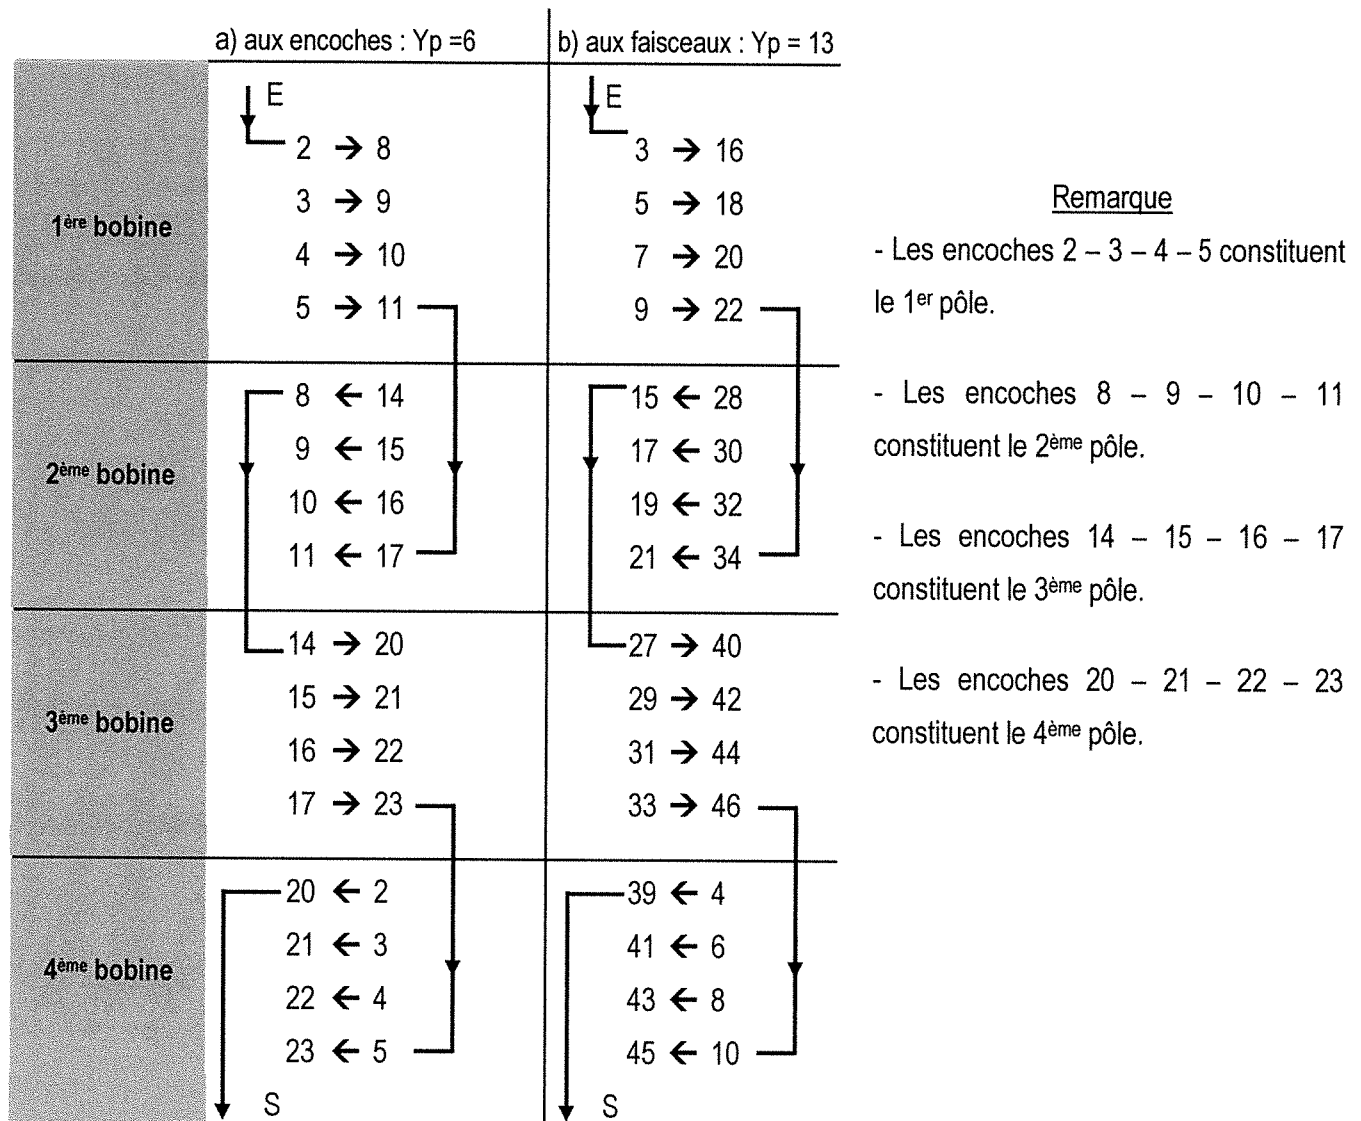 a) aux encoches : Yp =6
b) aux faisceaux : Yp = 13
1ère bobine
E
2 → 8
3 → 9
4 → 10
5 → 11
E
3 → 16
5 → 18
7 → 20
9 → 22
2ème bobine
8 ← 14
9 ← 15
10 ← 16
11 ← 17
15 ← 28
17 ← 30
19 ← 32
21 ← 34
3ème bobine
14 → 20
15 → 21
16 → 22
17 → 23
27 → 40
29 → 42
31 → 44
33 → 46
4ème bobine
20 ← 2
21 ← 3
22 ← 4
23 ← 5
S
39 ← 4
41 ← 6
43 ← 8
45 ← 10
S
Remarque
- Les encoches 2 – 3 – 4 – 5 constituent
le 1er pôle.
- Les encoches 8 – 9 – 10 – 11
constituent le 2ème pôle.
- Les encoches 14 – 15 – 16 – 17
constituent le 3ème pôle.
- Les encoches 20 – 21 – 22 – 23
constituent le 4ème pôle.